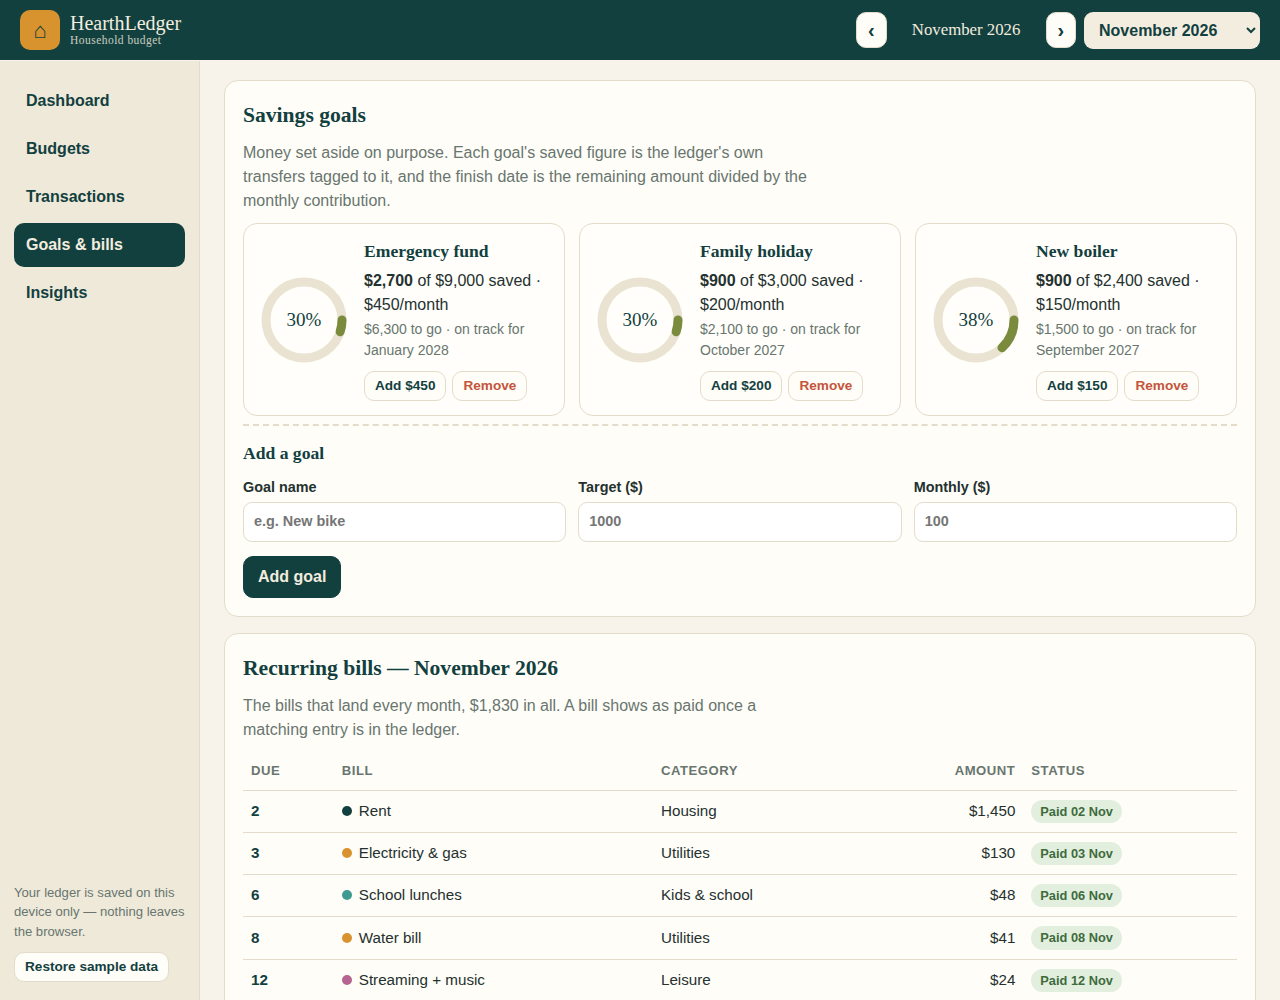 ⌂
HearthLedger
Household budget
‹
November 2026
›
November 2026
Dashboard
Budgets
Transactions
Goals & bills
Insights
Your ledger is saved on this
device only — nothing leaves
the browser.
Restore sample data
Savings goals
Money set aside on purpose. Each goal's saved figure is the ledger's own
transfers tagged to it, and the finish date is the remaining amount divided by the
monthly contribution.
30%
Emergency fund
$2,700 of $9,000 saved ·
$450/month
$6,300 to go · on track for
January 2028
Add $450
Remove
30%
Family holiday
$900 of $3,000 saved ·
$200/month
$2,100 to go · on track for
October 2027
Add $200
Remove
38%
New boiler
$900 of $2,400 saved ·
$150/month
$1,500 to go · on track for
September 2027
Add $150
Remove
Add a goal
Goal name
Target ($)
Monthly ($)
e.g. New bike
1000
100
Add goal
Recurring bills — November 2026
The bills that land every month, $1,830 in all. A bill shows as paid once a
matching entry is in the ledger.
DUE BILL CATEGORY AMOUNT STATUS
2 Rent Housing $1,450 Paid 02 Nov
3 Electricity & gas Utilities $130 Paid 03 Nov
6 School lunches Kids & school $48 Paid 06 Nov
8 Water bill Utilities $41 Paid 08 Nov
12 Streaming + music Leisure $24 Paid 12 Nov